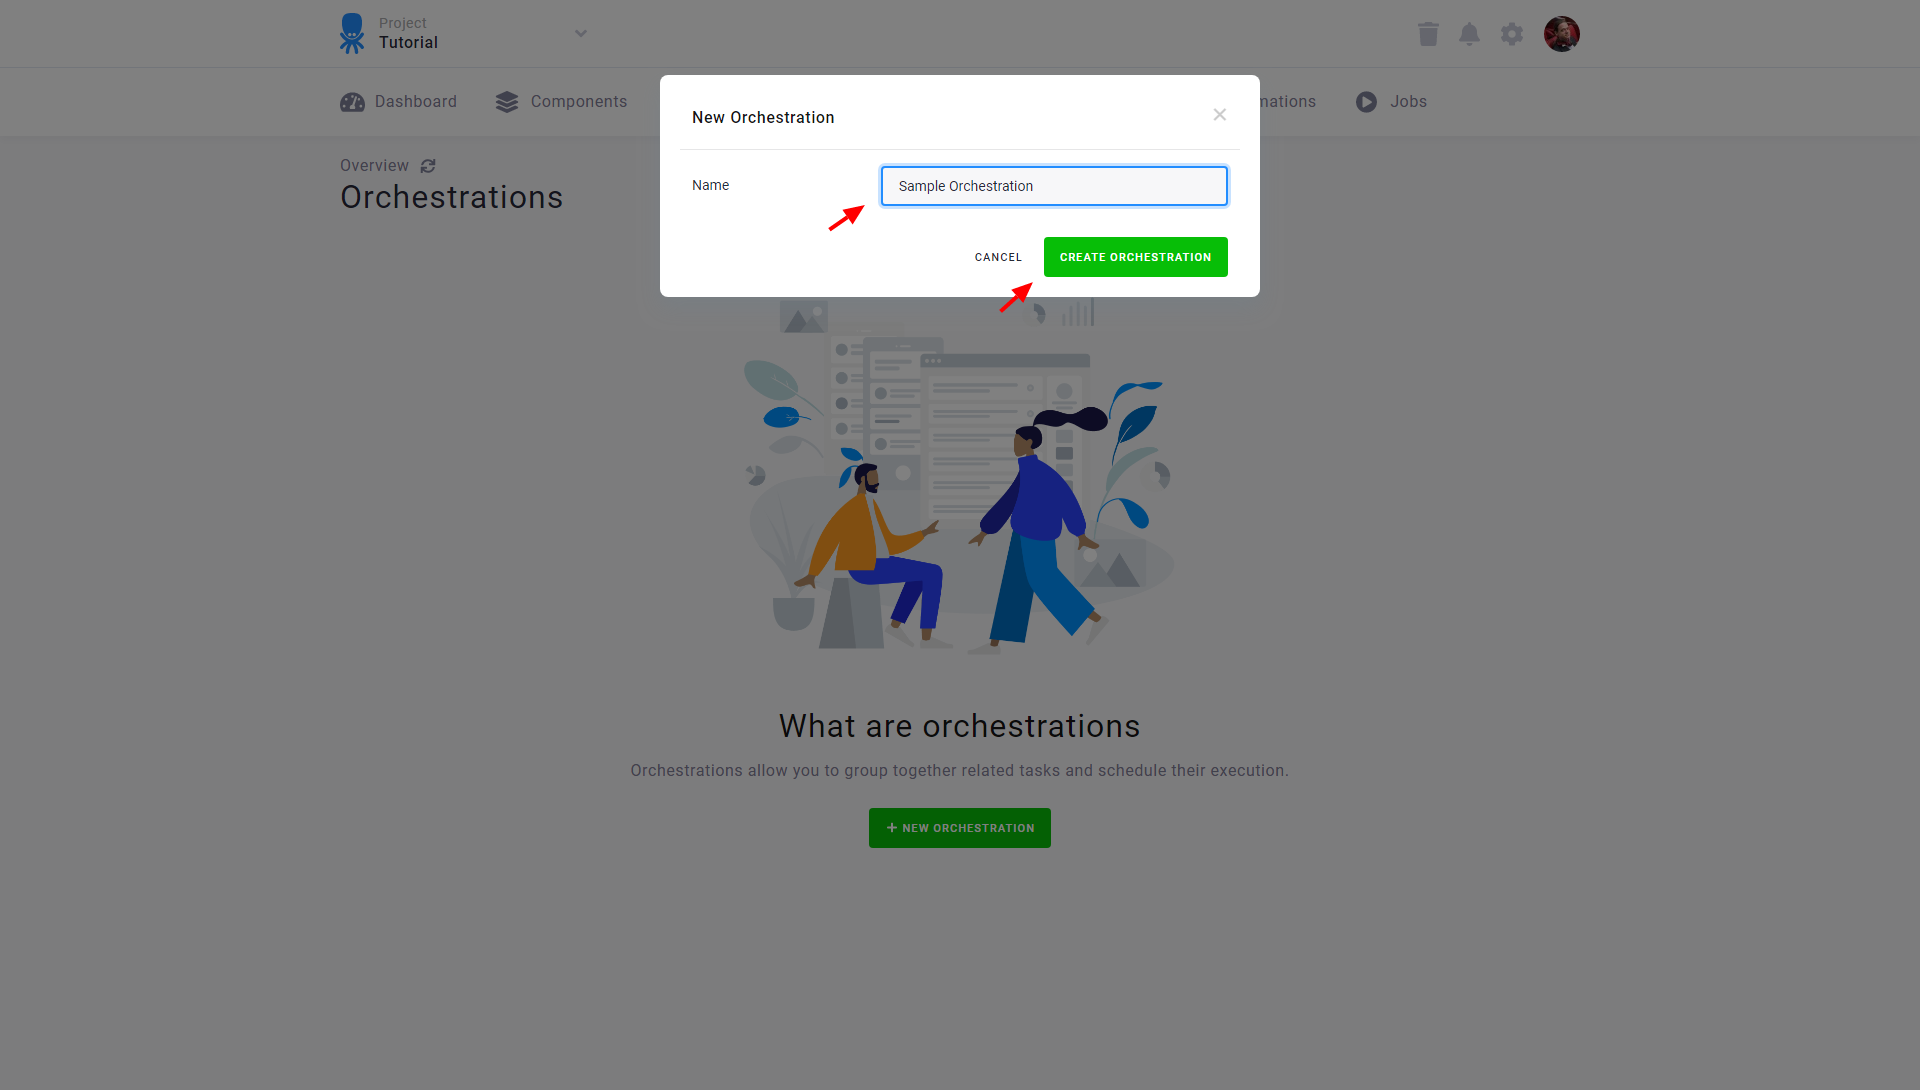 Project
Tutorial
Dashboard
Components
mations
Jobs
New Orchestration
Name
Sample Orchestration
CANCEL
CREATE ORCHESTRATION
Overview
Orchestrations
What are orchestrations
Orchestrations allow you to group together related tasks and schedule their execution.
NEW ORCHESTRATION